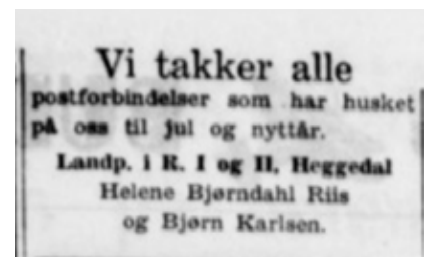 Vi takker alle
postforbindelser som har husket
på oss til jul og nyttår.
Landp. i R. I og II, Heggedal
Helene Bjørndahl Riis
og Bjørn Karlsen.